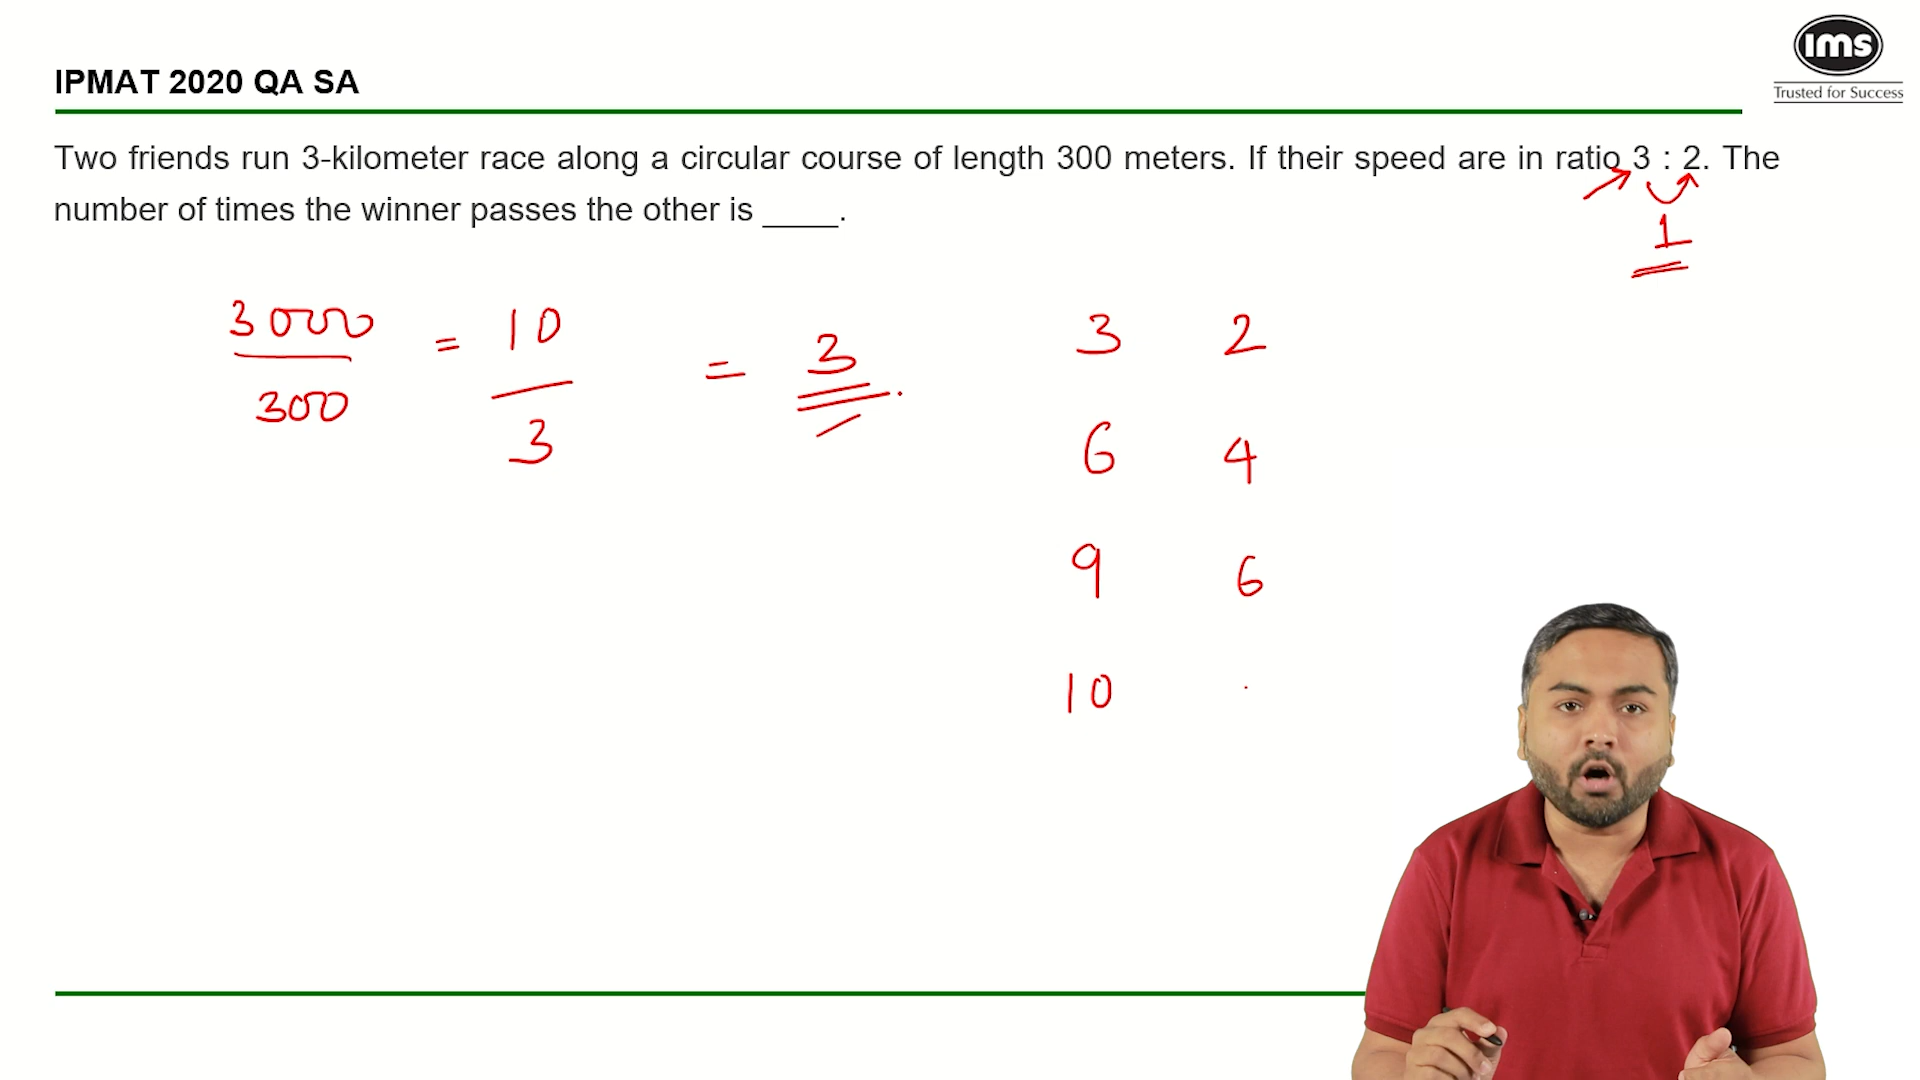 ims
Trusted for Success
IPMAT 2020 QA SA
Two friends run 3-kilometer race along a circular course of length 300 meters. If their speed are in ratio 3 : 2. The
number of times the winner passes the other is ____.
1
3000
300
=
10
3
=
3
3 2
6 4
9 6
10